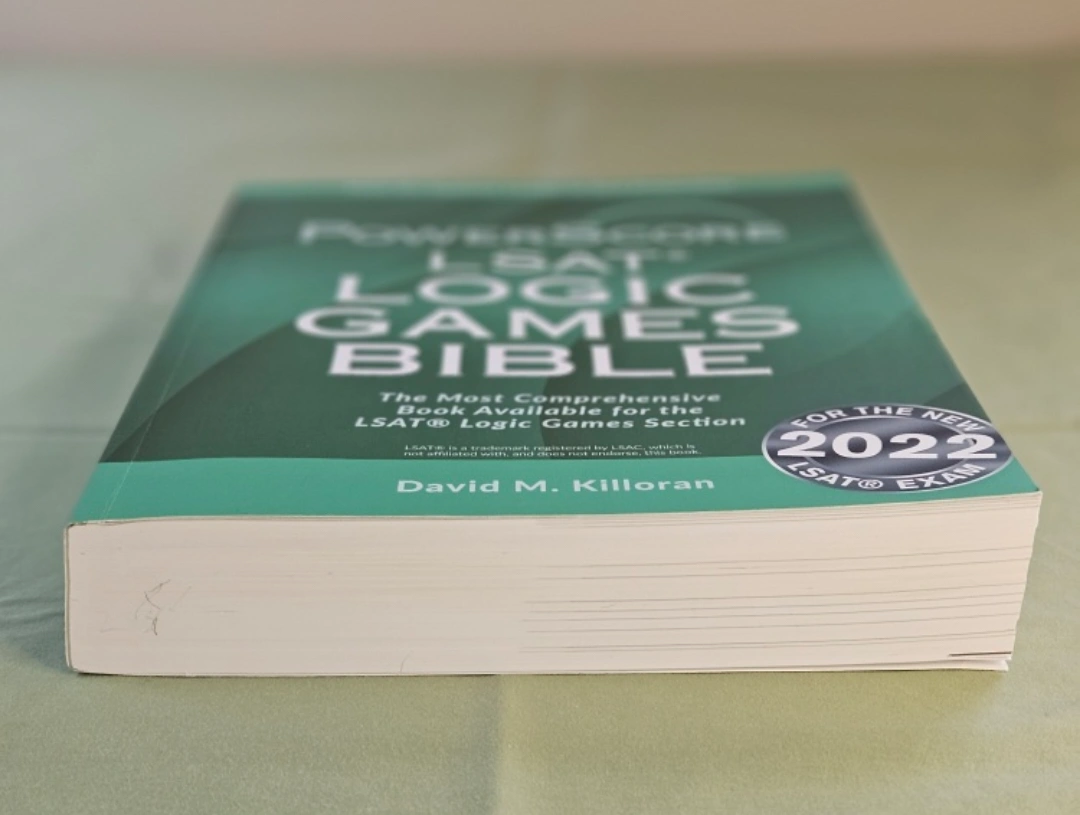 POWERSCORE
LSAT®
LOGIC
GAMES
BIBLE
The Most Comprehensive
Book Available for the
LSAT® Logic Games Section
LSAT® is a trademark registered by LSAC, which is
not affiliated with, and does not endorse, this book.
David M. Killoran
FOR THE NEW
2022
LSAT® EXAM